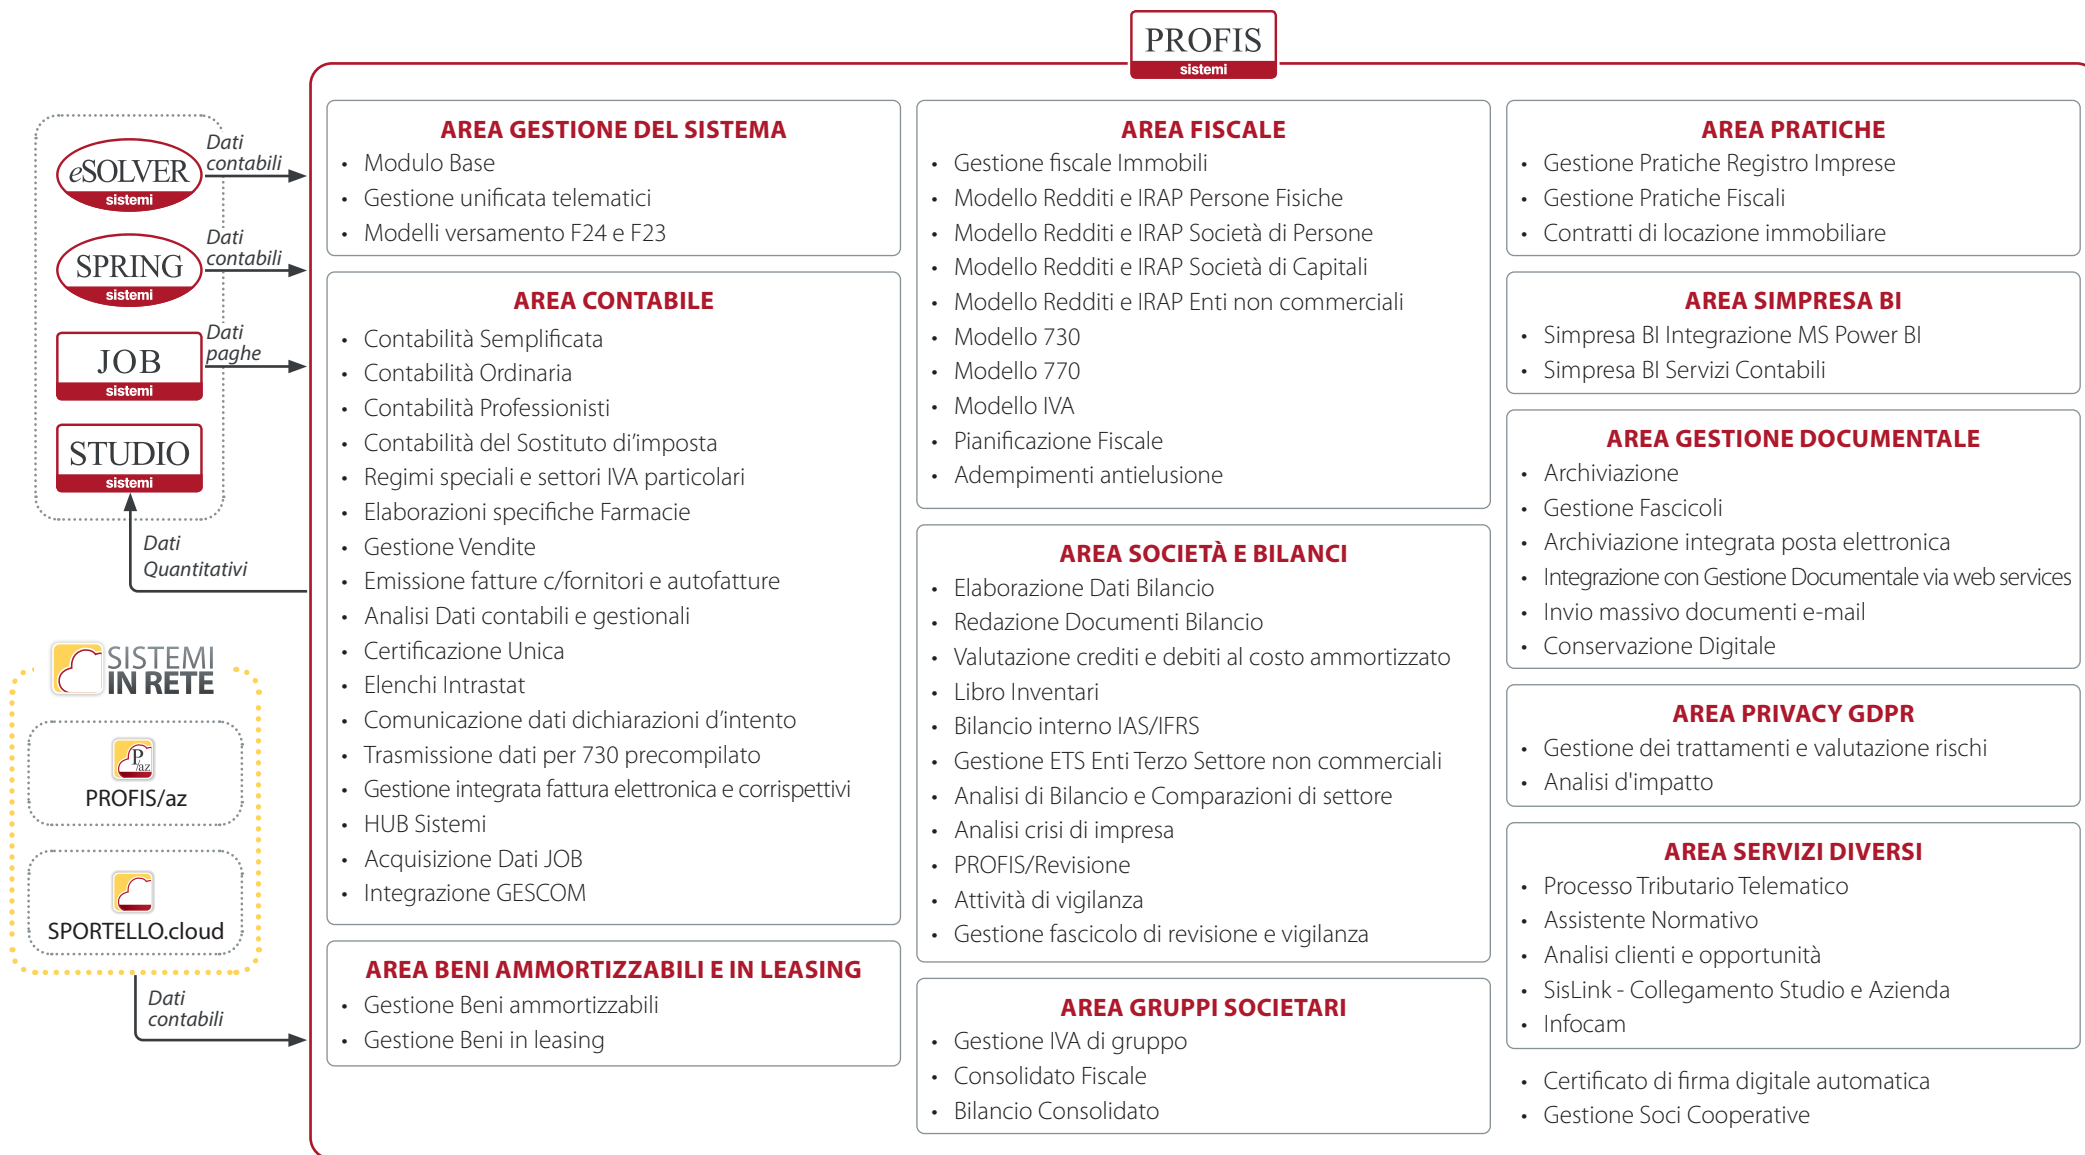 PROFIS
sistemi
Dati
contabili
eSOLVER
sistemi
Dati
contabili
SPRING
sistemi
Dati
paghe
JOB
sistemi
STUDIO
sistemi
Dati
Quantitativi
SISTEMI
IN RETE
P/az
PROFIS/az
SPORTELLO.cloud
Dati
contabili
AREA GESTIONE DEL SISTEMA
• Modulo Base
• Gestione unificata telematici
• Modelli versamento F24 e F23
AREA CONTABILE
• Contabilità Semplificata
• Contabilità Ordinaria
• Contabilità Professionisti
• Contabilità del Sostituto di’imposta
• Regimi speciali e settori IVA particolari
• Elaborazioni specifiche Farmacie
• Gestione Vendite
• Emissione fatture c/fornitori e autofatture
• Analisi Dati contabili e gestionali
• Certificazione Unica
• Elenchi Intrastat
• Comunicazione dati dichiarazioni d’intento
• Trasmissione dati per 730 precompilato
• Gestione integrata fattura elettronica e corrispettivi
• HUB Sistemi
• Acquisizione Dati JOB
• Integrazione GESCOM
AREA BENI AMMORTIZZABILI E IN LEASING
• Gestione Beni ammortizzabili
• Gestione Beni in leasing
AREA FISCALE
• Gestione fiscale Immobili
• Modello Redditi e IRAP Persone Fisiche
• Modello Redditi e IRAP Società di Persone
• Modello Redditi e IRAP Società di Capitali
• Modello Redditi e IRAP Enti non commerciali
• Modello 730
• Modello 770
• Modello IVA
• Pianificazione Fiscale
• Adempimenti antielusione
AREA SOCIETÀ E BILANCI
• Elaborazione Dati Bilancio
• Redazione Documenti Bilancio
• Valutazione crediti e debiti al costo ammortizzato
• Libro Inventari
• Bilancio interno IAS/IFRS
• Gestione ETS Enti Terzo Settore non commerciali
• Analisi di Bilancio e Comparazioni di settore
• Analisi crisi di impresa
• PROFIS/Revisione
• Attività di vigilanza
• Gestione fascicolo di revisione e vigilanza
AREA GRUPPI SOCIETARI
• Gestione IVA di gruppo
• Consolidato Fiscale
• Bilancio Consolidato
AREA PRATICHE
• Gestione Pratiche Registro Imprese
• Gestione Pratiche Fiscali
• Contratti di locazione immobiliare
AREA SIMPRESA BI
• Simpresa BI Integrazione MS Power BI
• Simpresa BI Servizi Contabili
AREA GESTIONE DOCUMENTALE
• Archiviazione
• Gestione Fascicoli
• Archiviazione integrata posta elettronica
• Integrazione con Gestione Documentale via web services
• Invio massivo documenti e-mail
• Conservazione Digitale
AREA PRIVACY GDPR
• Gestione dei trattamenti e valutazione rischi
• Analisi d'impatto
AREA SERVIZI DIVERSI
• Processo Tributario Telematico
• Assistente Normativo
• Analisi clienti e opportunità
• SisLink - Collegamento Studio e Azienda
• Infocam
• Certificato di firma digitale automatica
• Gestione Soci Cooperative